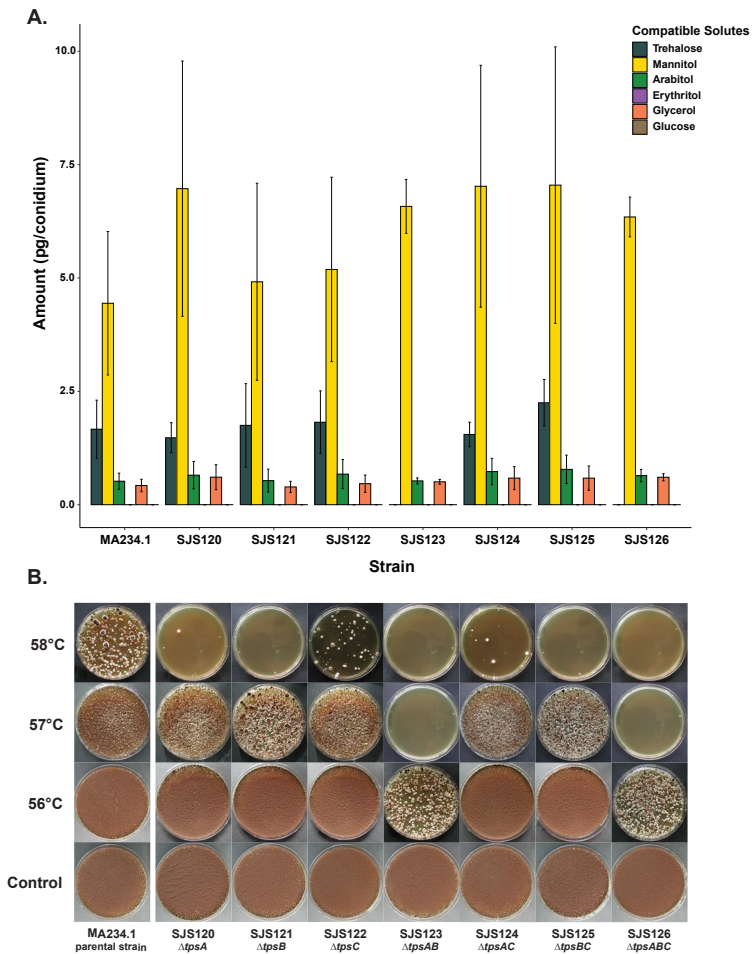 A.
Compatible Solutes
Trehalose
Mannitol
Arabitol
Erythritol
Glycerol
Glucose
10.0
7.5
5.0
2.5
0.0
Amount (pg/conidium)
MA234.1 SJS120 SJS121 SJS122 SJS123 SJS124 SJS125 SJS126
Strain
B.
58°C
57°C
56°C
Control
MA234.1 SJS120 SJS121 SJS122 SJS123 SJS124 SJS125 SJS126
parental strain ΔtpsA ΔtpsB ΔtpsC ΔtpsAB ΔtpsAC ΔtpsBC ΔtpsABC